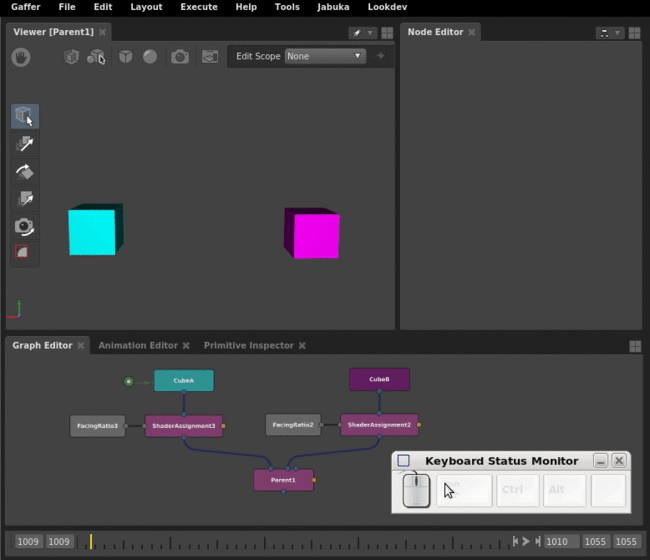 Gaffer File Edit Layout Execute Help Tools Jabuka Lookdev
Viewer [Parent1] Node Editor
Edit Scope None
Graph Editor Animation Editor Primitive Inspector
CubeA CubeB
FacingRatio3 ShaderAssignment3 FacingRatio2 ShaderAssignment2
Parent1
Keyboard Status Monitor
Ctrl Alt
1009 1009 1010 1055 1055